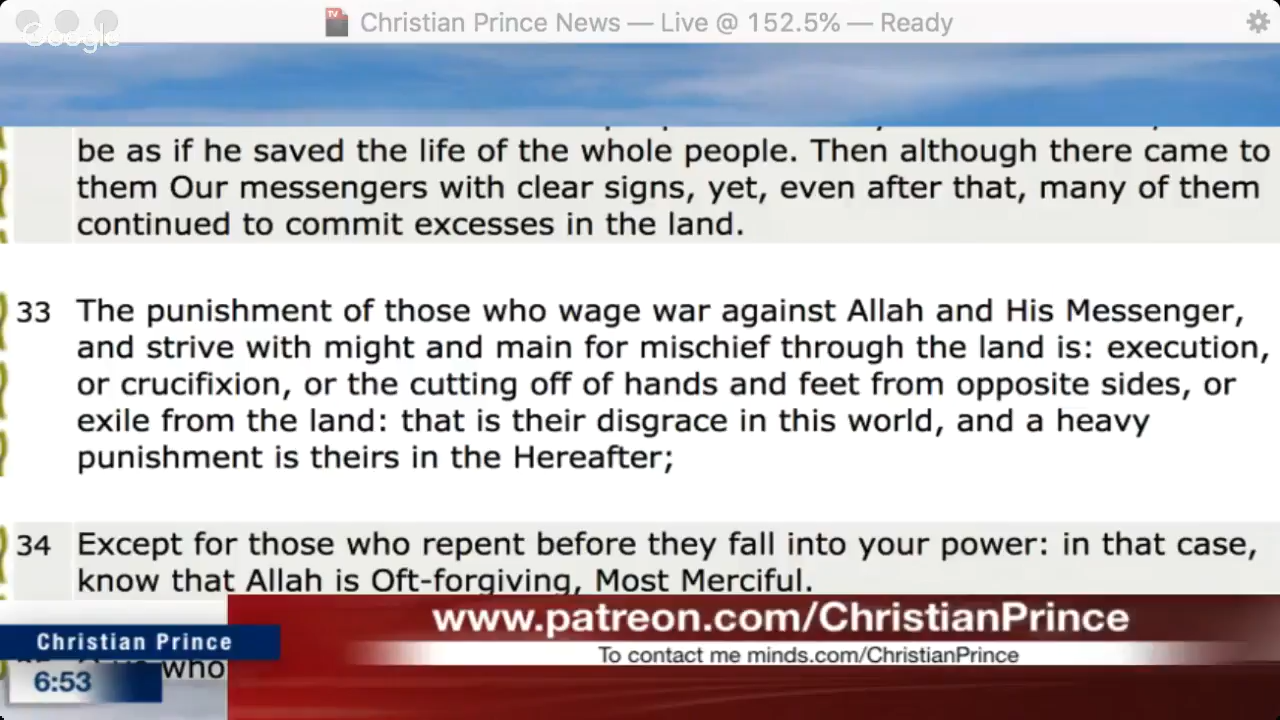 Christian Prince News — Live @ 152.5% — Ready
Google
be as if he saved the life of the whole people. Then although there came to
them Our messengers with clear signs, yet, even after that, many of them
continued to commit excesses in the land.
33 The punishment of those who wage war against Allah and His Messenger,
and strive with might and main for mischief through the land is: execution,
or crucifixion, or the cutting off of hands and feet from opposite sides, or
exile from the land: that is their disgrace in this world, and a heavy
punishment is theirs in the Hereafter;
34 Except for those who repent before they fall into your power: in that case,
know that Allah is Oft-forgiving, Most Merciful.
www.patreon.com/ChristianPrince
Christian Prince
To contact me minds.com/ChristianPrince
who
6:53